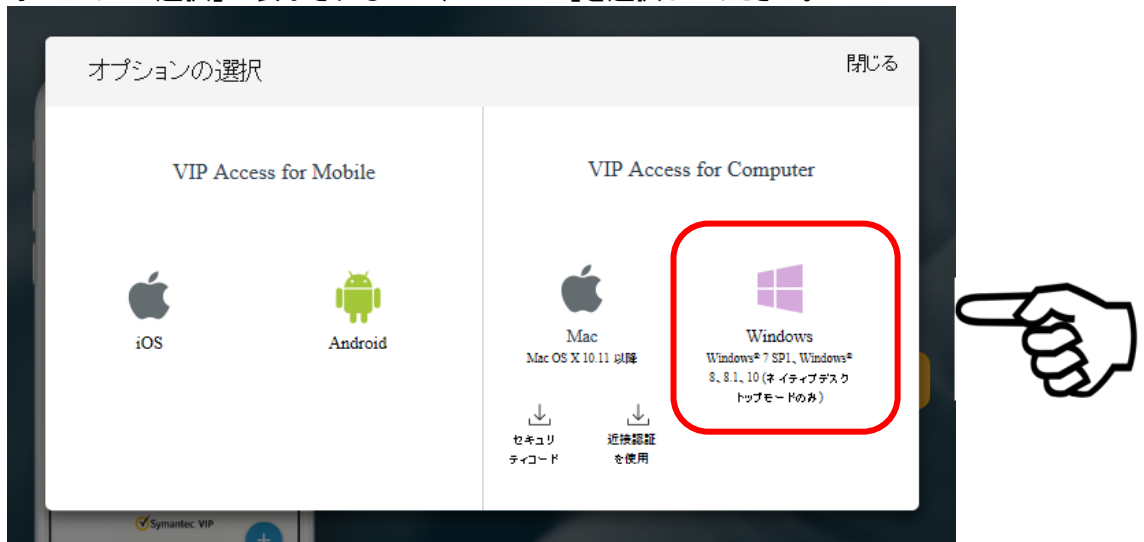 オプションの選択
閉じる
VIP Access for Mobile
VIP Access for Computer
iOS
Android
Mac
Mac OS X 10.11 以降
セキュリ
ティコード
近接認証
を使用
Windows
Windows® 7 SP1、Windows®
8、8.1、10 (ネイティブデスク
トップモードのみ)
Symantec VIP